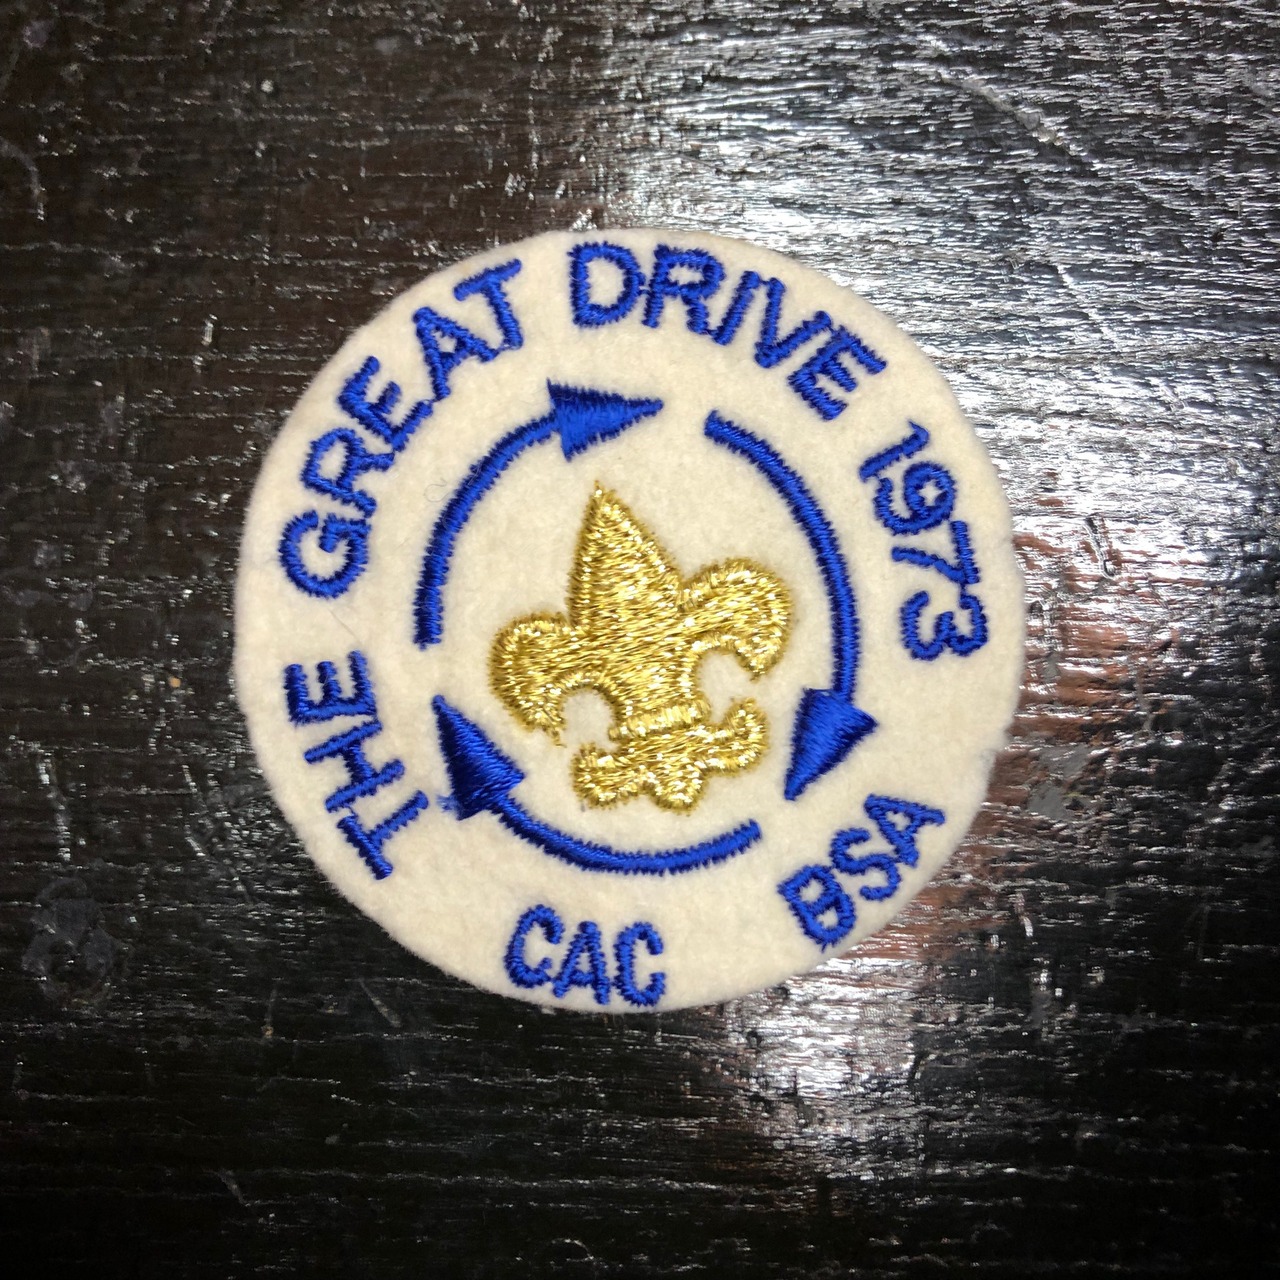 THE GREAT DRIVE 1973
CAC
BSA